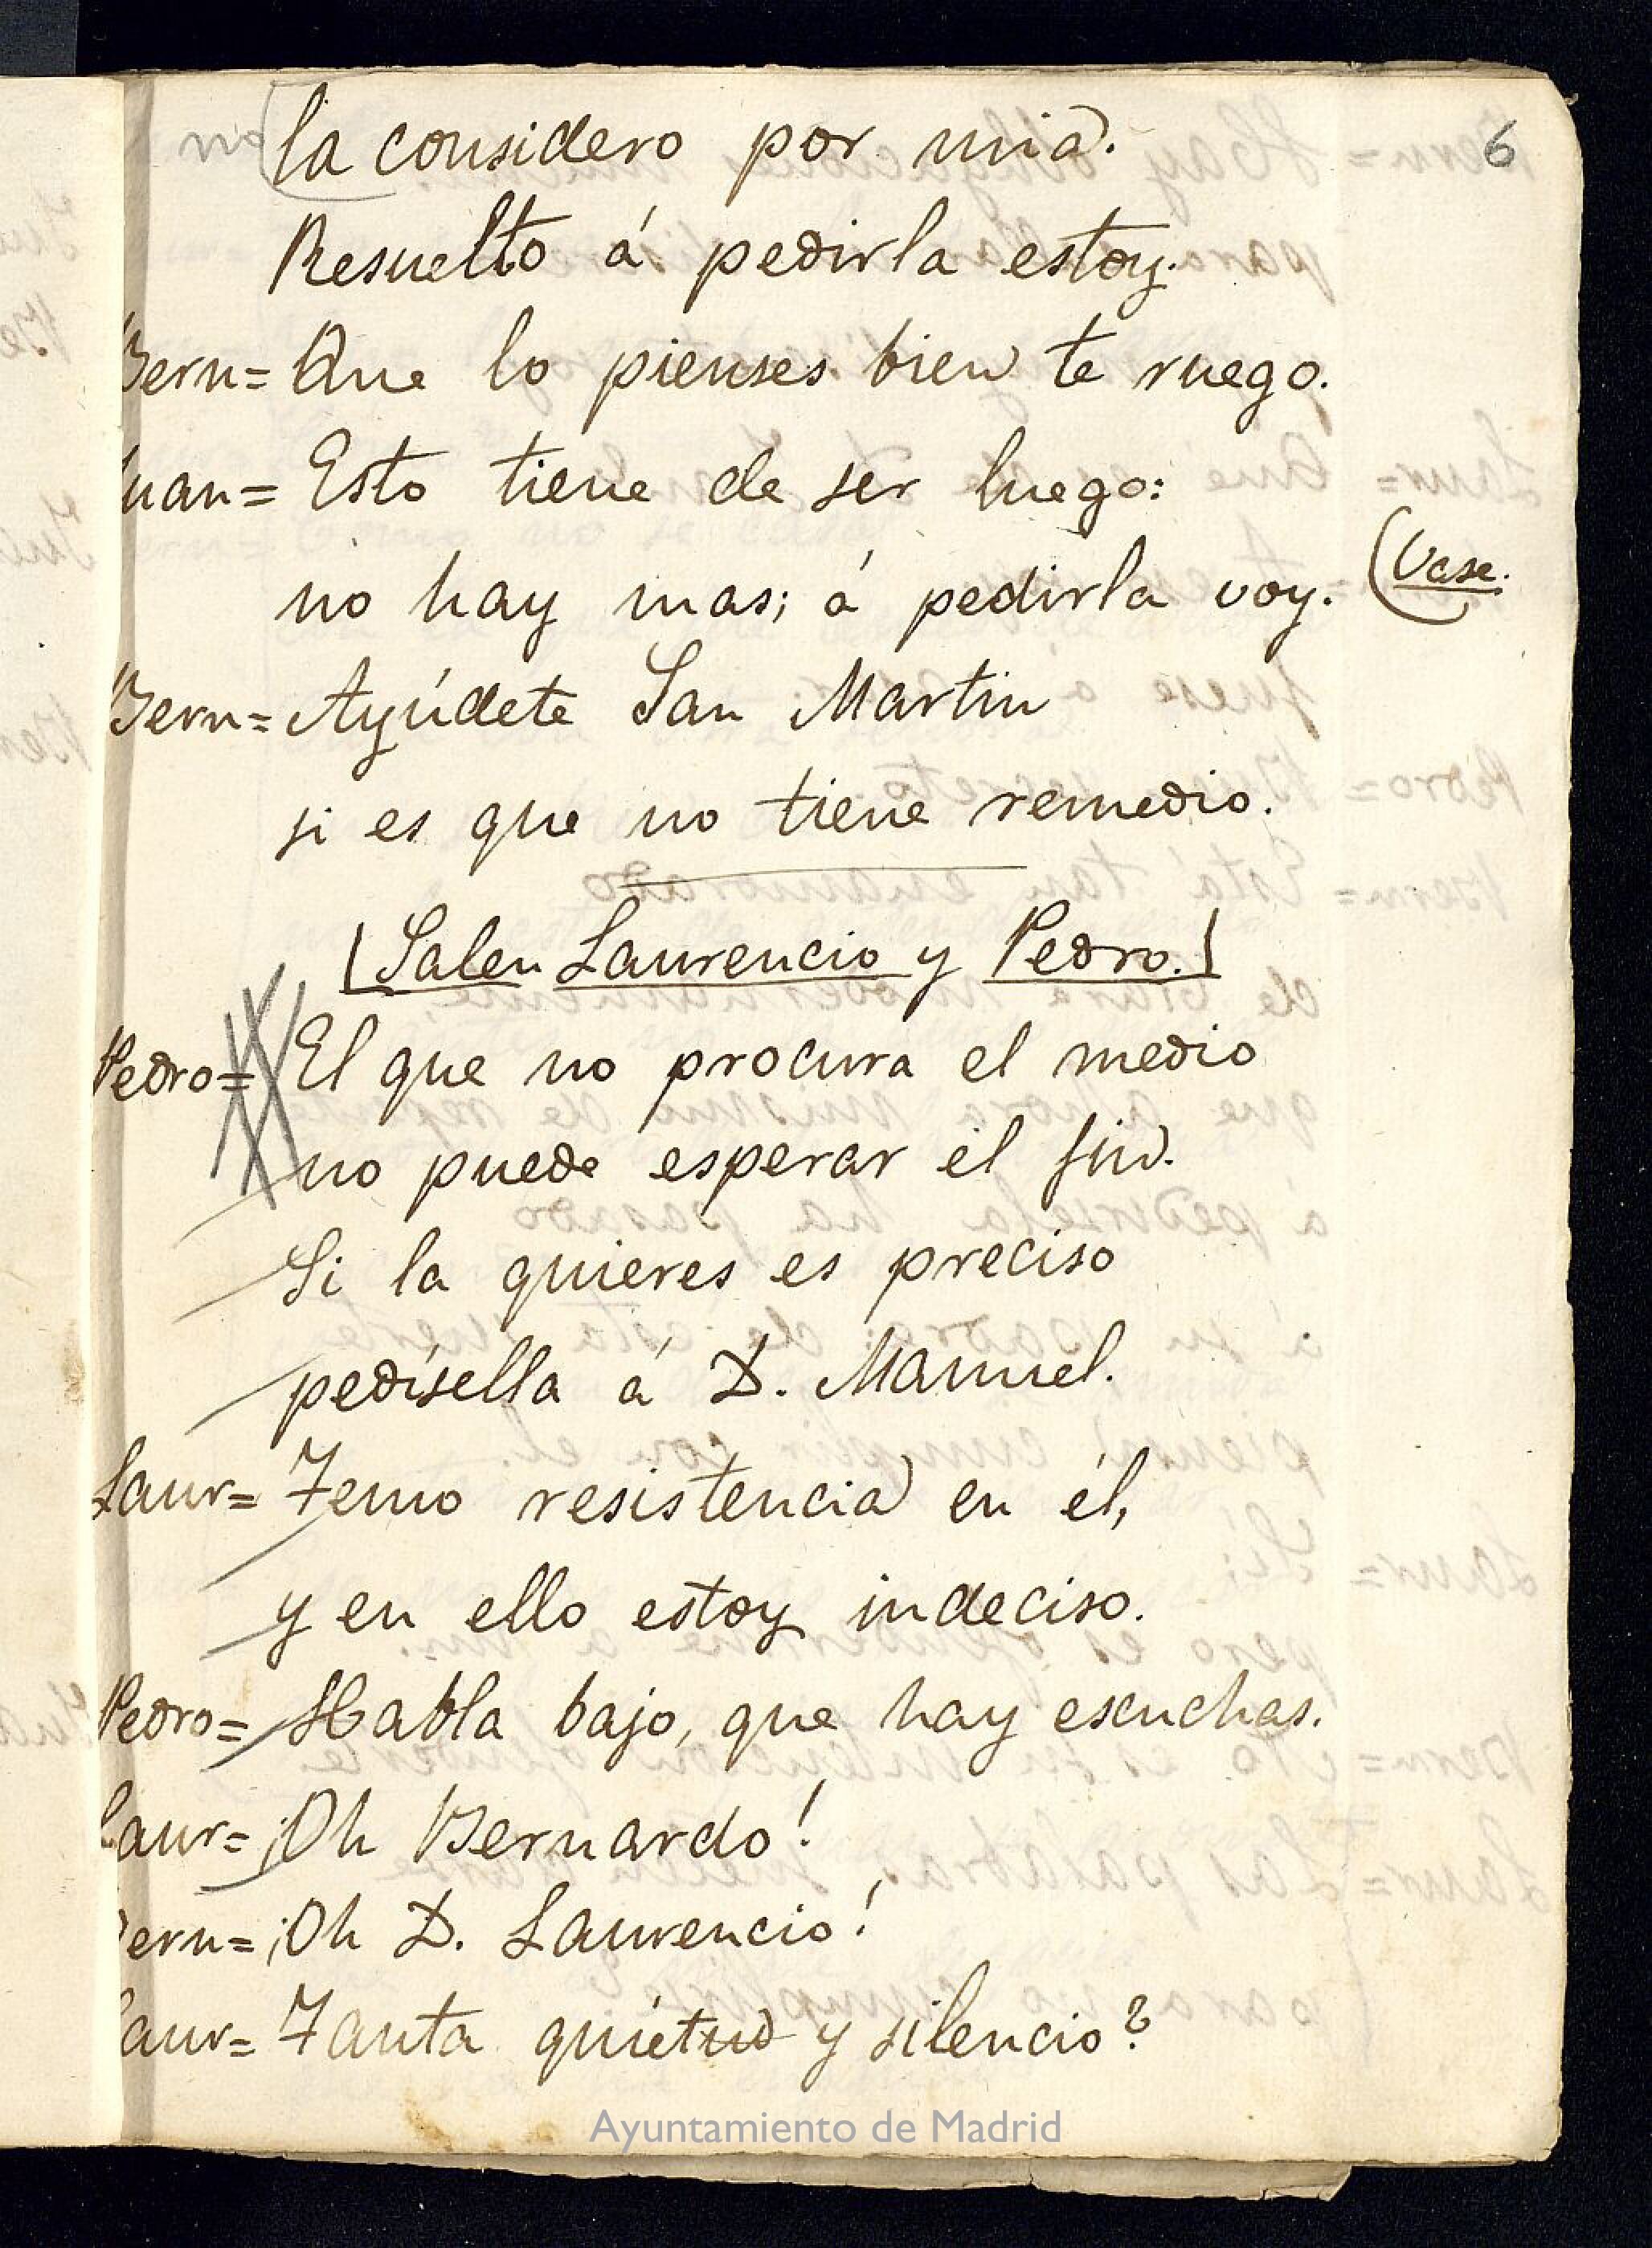 la considero por mia.
6
Resuelto á pedirla estoy.
Bern= Que lo pienses bien te ruego.
Juan= Esto tiene de ser luego:
no hay mas; á pedirla voy. (Vase.
Bern= Ayúdete San Martin
si es que no tiene remedio.
(Salen Laurencio y Pedro.)
Pedro= El que no procura el medio
no puede esperar el fin.
Si la quieres es preciso
pedísella á D. Manuel.
Laur= Temo resistencia en él,
y en ello estoy indeciso.
Pedro= Habla bajo, que hay escuchas.
Laur= ¡Oh Bernardo!
Bern= ¡Oh D. Laurencio!
Laur= Tanta quietud y silencio?
Ayuntamiento de Madrid